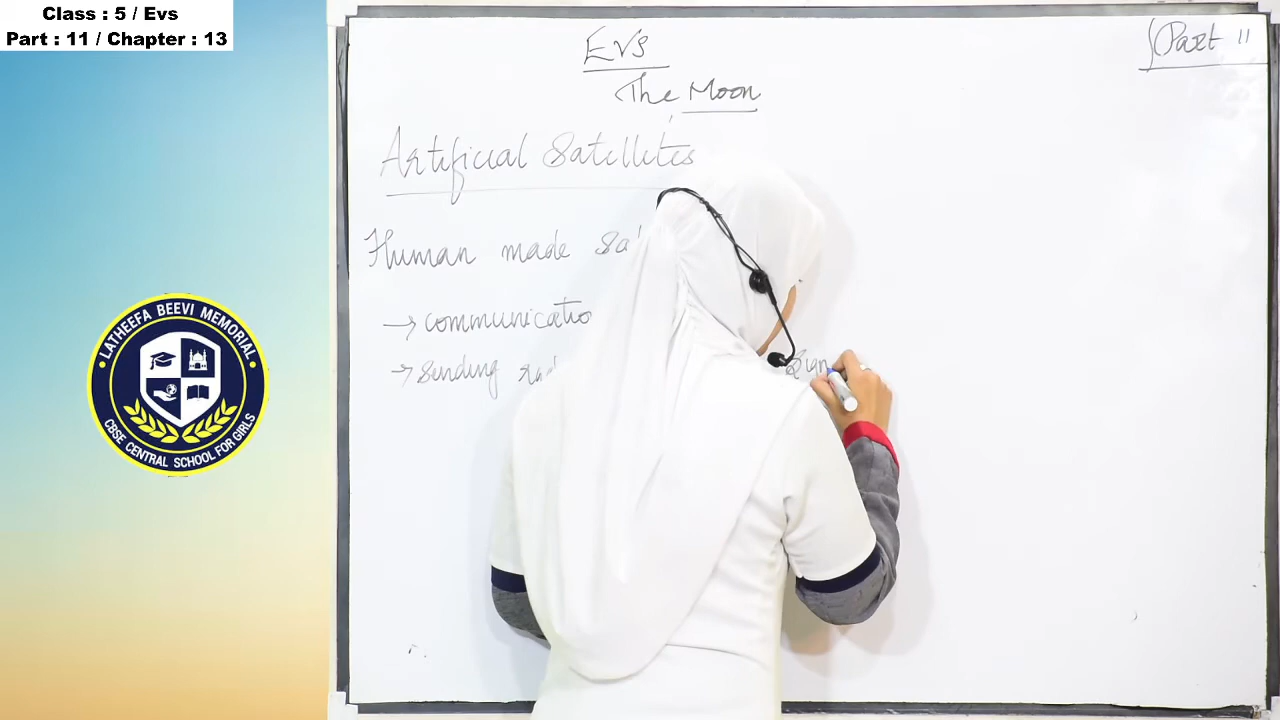 Class : 5 / Evs
Part : 11 / Chapter : 13
EVS
Part 11
The Moon
Artificial Satellites
Human made
→ communicatio
→ Sending
Sign
LATHEEFA BEEVI MEMORIAL
CBSE CENTRAL SCHOOL FOR GIRLS